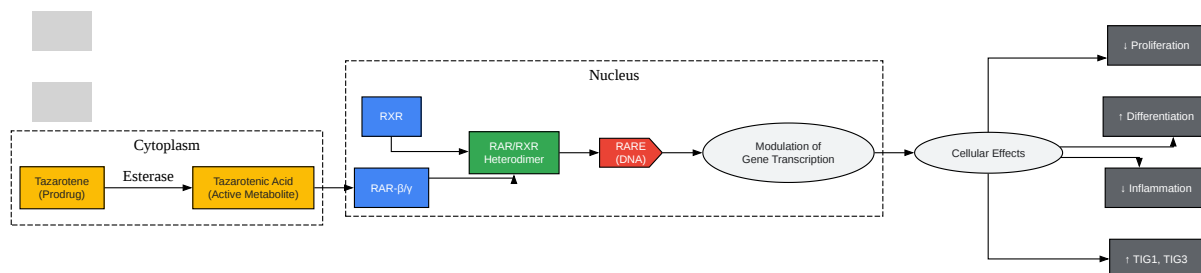 Cytoplasm
Tazarotene
(Prodrug)
Esterase
Tazarotenic Acid
(Active Metabolite)
Nucleus
RXR
RAR-β/γ
RAR/RXR
Heterodimer
RARE
(DNA)
Modulation of
Gene Transcription
Cellular Effects
↓ Proliferation
↑ Differentiation
↓ Inflammation
↑ TIG1, TIG3